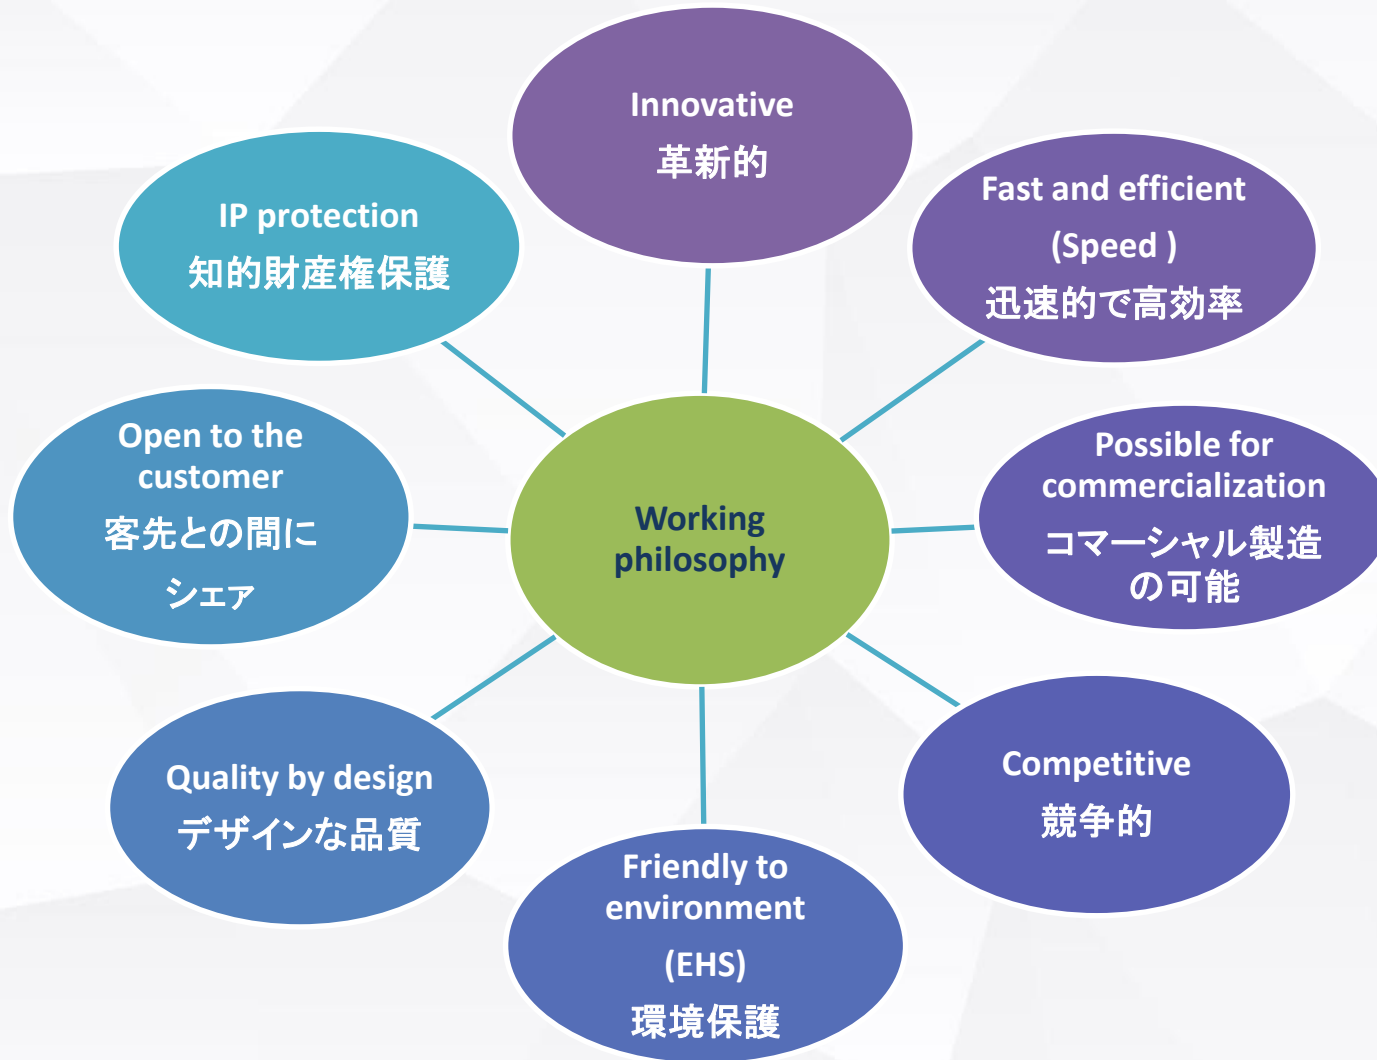 Innovative
革新的
Fast and efficient
(Speed )
迅速的で高効率
IP protection
知的財産権保護
Open to the
customer
客先との間に
シェア
Working
philosophy
Possible for
commercialization
コマーシャル製造
の可能
Quality by design
デザインな品質
Competitive
競争的
Friendly to
environment
(EHS)
環境保護